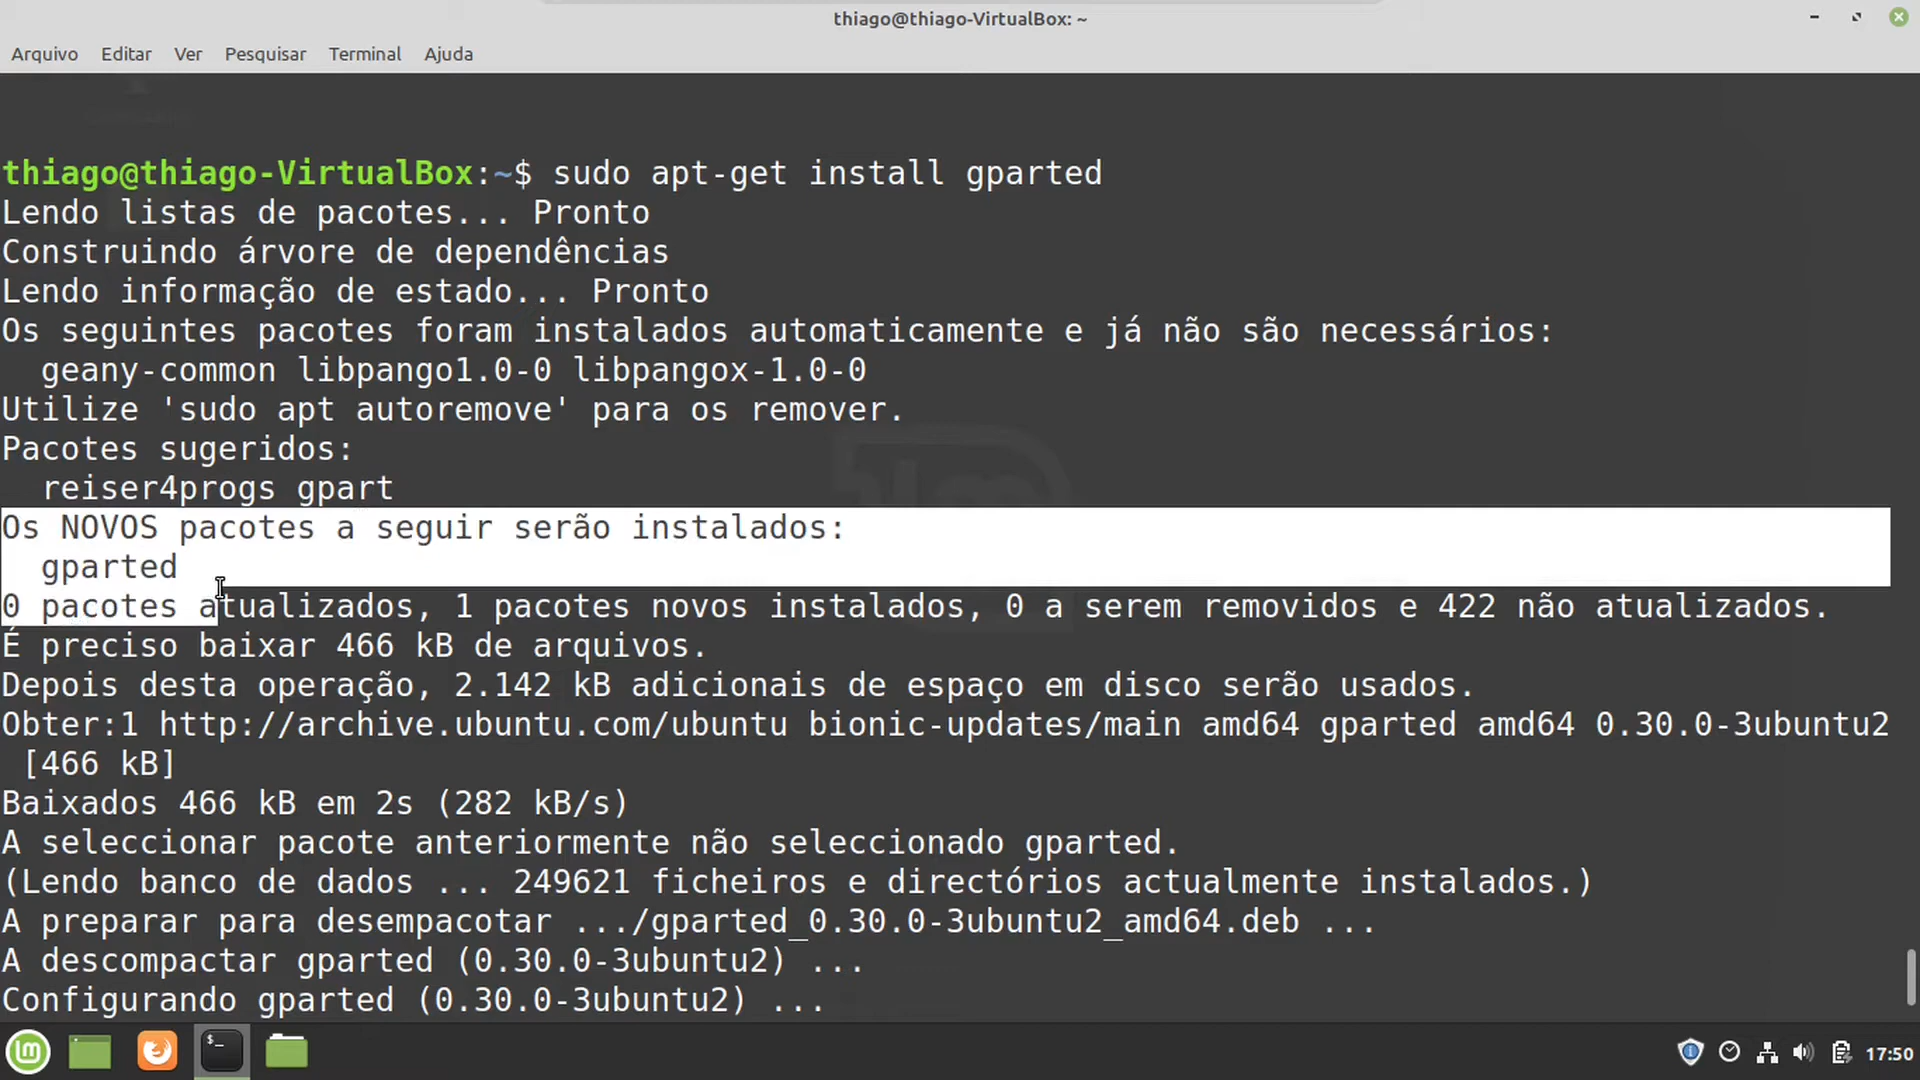 thiago@thiago-VirtualBox: ~
Arquivo Editar Ver Pesquisar Terminal Ajuda
thiago@thiago-VirtualBox:~$ sudo apt-get install gparted
Lendo listas de pacotes... Pronto
Construindo árvore de dependências
Lendo informação de estado... Pronto
Os seguintes pacotes foram instalados automaticamente e já não são necessários:
  geany-common libpango1.0-0 libpangox-1.0-0
Utilize 'sudo apt autoremove' para os remover.
Pacotes sugeridos:
  reiser4progs gpart
Os NOVOS pacotes a seguir serão instalados:
  gparted
0 pacotes atualizados, 1 pacotes novos instalados, 0 a serem removidos e 422 não atualizados.
É preciso baixar 466 kB de arquivos.
Depois desta operação, 2.142 kB adicionais de espaço em disco serão usados.
Obter:1 http://archive.ubuntu.com/ubuntu bionic-updates/main amd64 gparted amd64 0.30.0-3ubuntu2
 [466 kB]
Baixados 466 kB em 2s (282 kB/s)
A seleccionar pacote anteriormente não seleccionado gparted.
(Lendo banco de dados ... 249621 ficheiros e directórios actualmente instalados.)
A preparar para desempacotar .../gparted_0.30.0-3ubuntu2_amd64.deb ...
A descompactar gparted (0.30.0-3ubuntu2) ...
Configurando gparted (0.30.0-3ubuntu2) ...
17:50